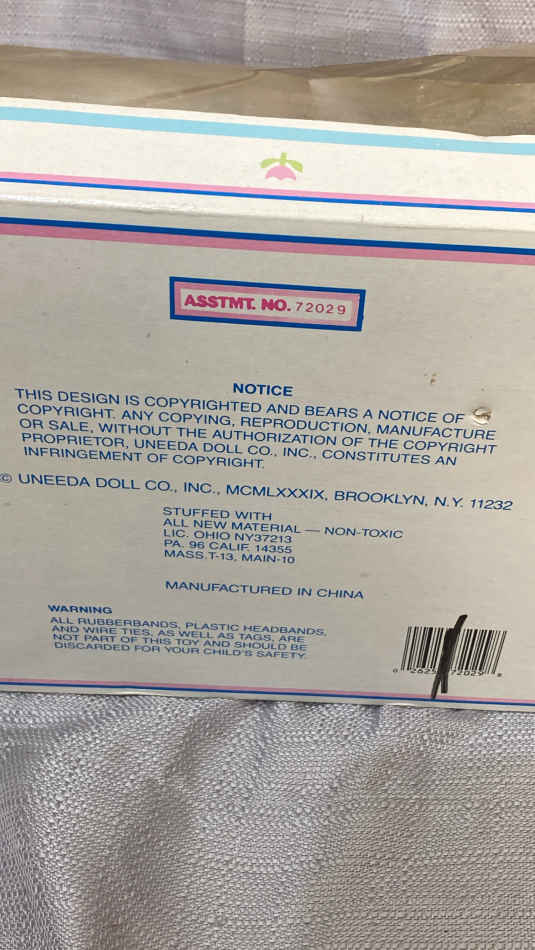 ASSTMT. NO. 72029
NOTICE
THIS DESIGN IS COPYRIGHTED AND BEARS A NOTICE OF
COPYRIGHT. ANY COPYING, REPRODUCTION, MANUFACTURE
OR SALE, WITHOUT THE AUTHORIZATION OF THE COPYRIGHT
PROPRIETOR, UNEEDA DOLL CO., INC., CONSTITUTES AN
INFRINGEMENT OF COPYRIGHT.
© UNEEDA DOLL CO., INC., MCMLXXXIX, BROOKLYN, N.Y. 11232
STUFFED WITH
ALL NEW MATERIAL — NON-TOXIC
LIC. OHIO NY37213
PA. 96 CALIF. 14355
MASS.T-13, MAIN-10
MANUFACTURED IN CHINA
WARNING
ALL RUBBERBANDS, PLASTIC HEADBANDS,
AND WIRE TIES, AS WELL AS TAGS, ARE
NOT PART OF THIS TOY AND SHOULD BE
DISCARDED FOR YOUR CHILD'S SAFETY.
0 72029